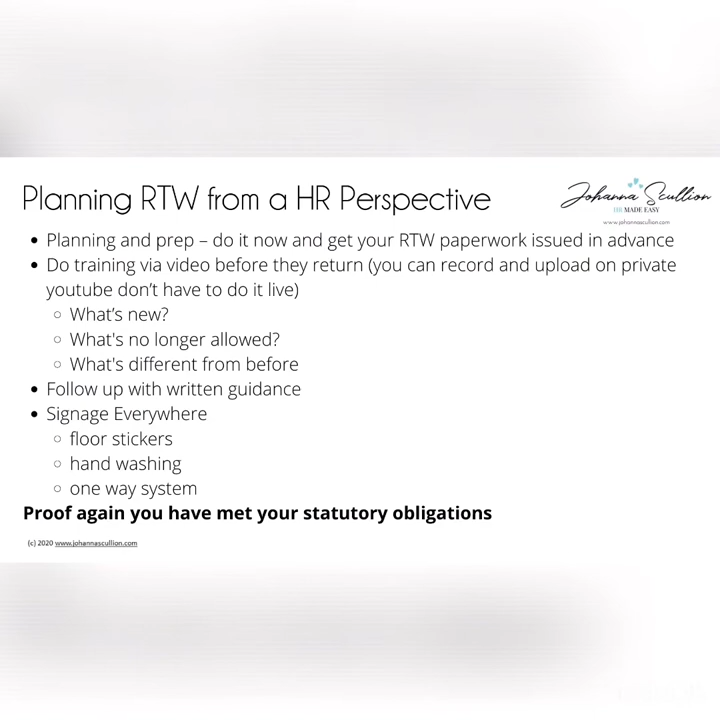 Planning RTW from a HR Perspective
Johanna Scullion
HR MADE EASY
www.johannascullion.com
• Planning and prep – do it now and get your RTW paperwork issued in advance
• Do training via video before they return (you can record and upload on private
youtube don't have to do it live)
○ What's new?
○ What's no longer allowed?
○ What's different from before
• Follow up with written guidance
• Signage Everywhere
○ floor stickers
○ hand washing
○ one way system
Proof again you have met your statutory obligations
(c) 2020 www.johannascullion.com